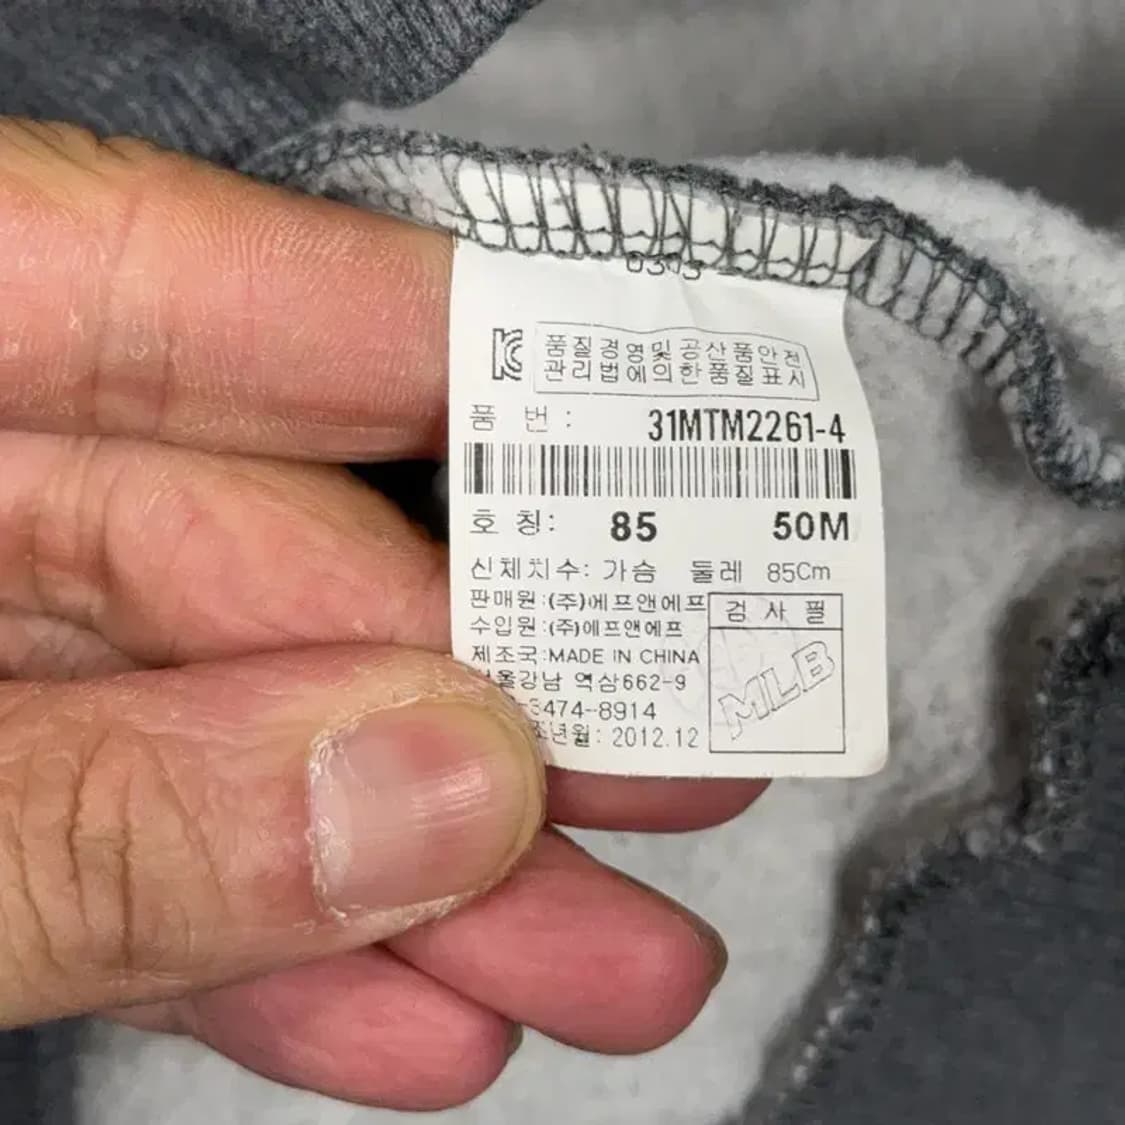 KC
품질경영및공산품안전
관리법에의한품질표시
품 번 : 31MTM2261-4
호 칭: 85 50M
신체치수: 가슴 둘레 85Cm
판매원:(주)에프앤에프
수입원:(주)에프앤에프
제조국:MADE IN CHINA
검 사 필
MLB
서울강남 역삼662-9
3474-8914
조년월: 2012.12